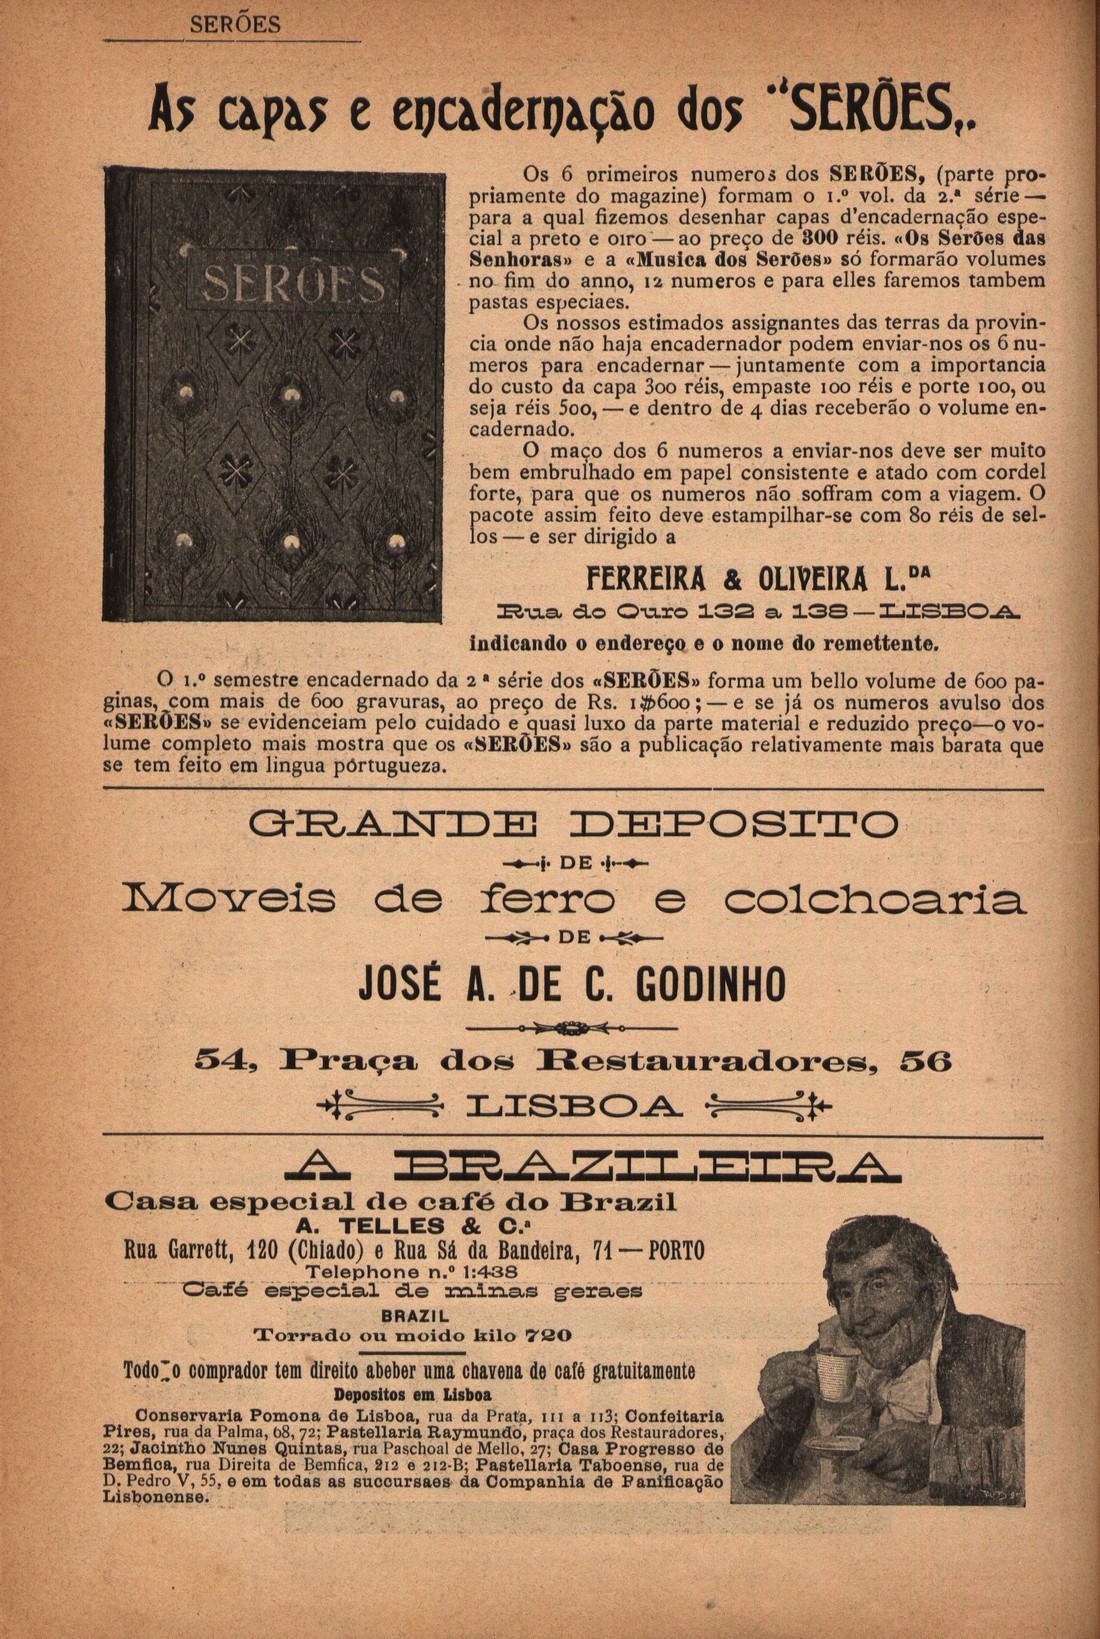 SERÕES
As capas e encadernação dos "SERÕES„.
SERÕES
Os 6 primeiros numeros dos SERÕES, (parte pro-
priamente do magazine) formam o 1.º vol. da 2.ª série —
para a qual fizemos desenhar capas d'encadernação espe-
cial a preto e oiro — ao preço de 300 réis. «Os Serões das
Senhoras» e a «Musica dos Serões» só formarão volumes
no fim do anno, 12 numeros e para elles faremos tambem
pastas especiaes.
Os nossos estimados assignantes das terras da provin-
cia onde não haja encadernador podem enviar-nos os 6 nu-
meros para encadernar — juntamente com a importancia
do custo da capa 300 réis, empaste 100 réis e porte 100, ou
seja réis 500, — e dentro de 4 dias receberão o volume en-
cadernado.
O maço dos 6 numeros a enviar-nos deve ser muito
bem embrulhado em papel consistente e atado com cordel
forte, para que os numeros não soffram com a viagem. O
pacote assim feito deve estampilhar-se com 80 réis de sel-
los — e ser dirigido a
FERREIRA & OLIVEIRA L.DA
Rua do Ouro 132 a 138 — LISBOA
indicando o endereço e o nome do remettente.
O 1.º semestre encadernado da 2 ª série dos «SERÕES» forma um bello volume de 600 pa-
ginas, com mais de 600 gravuras, ao preço de Rs. 1$600; — e se já os numeros avulso dos
«SERÕES» se evidenceiam pelo cuidado e quasi luxo da parte material e reduzido preço—o vo-
lume completo mais mostra que os «SERÕES» são a publicação relativamente mais barata que
se tem feito em lingua pórtugueza.
GRANDE DEPOSITO
DE
Moveis de ferro e colchoaria
DE
JOSÉ A. DE C. GODINHO
54, Praça dos Restauradores, 56
LISBOA
A BRAZILEIRA
Casa especial de café do Brazil
A. TELLES & C.ª
Rua Garrett, 120 (Chiado) e Rua Sá da Bandeira, 71 — PORTO
Telephone n.º 1:438
Café especial de minas geraes
BRAZIL
Torrado ou moido kilo 720
Todo o comprador tem direito abeber uma chavena de café gratuitamente
Depositos em Lisboa
Conservaria Pomona de Lisboa, rua da Prata, 111 a 113; Confeitaria
Pires, rua da Palma, 68, 72; Pastellaria Raymundo, praça dos Restauradores,
22; Jacintho Nunes Quintas, rua Paschoal de Mello, 27; Casa Progresso de
Bemfica, rua Direita de Bemfica, 212 e 212-B; Pastellaria Taboense, rua de
D. Pedro V, 55, e em todas as succursaes da Companhia de Panificação
Lisbonense.